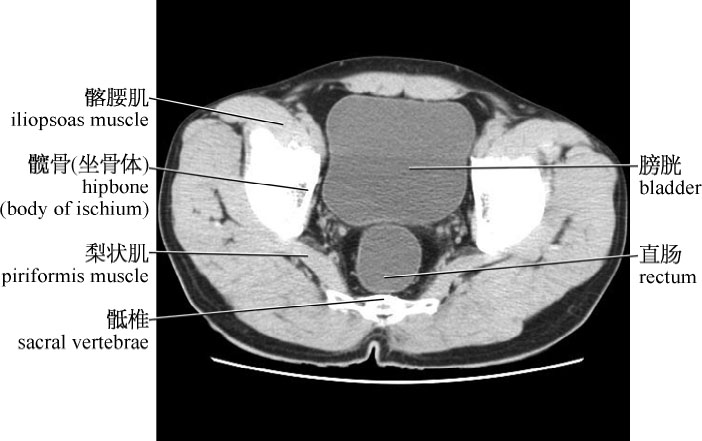 髂腰肌
iliopsoas muscle
髋骨(坐骨体)
hipbone
(body of ischium)
梨状肌
piriformis muscle
骶椎
sacral vertebrae
膀胱
bladder
直肠
rectum